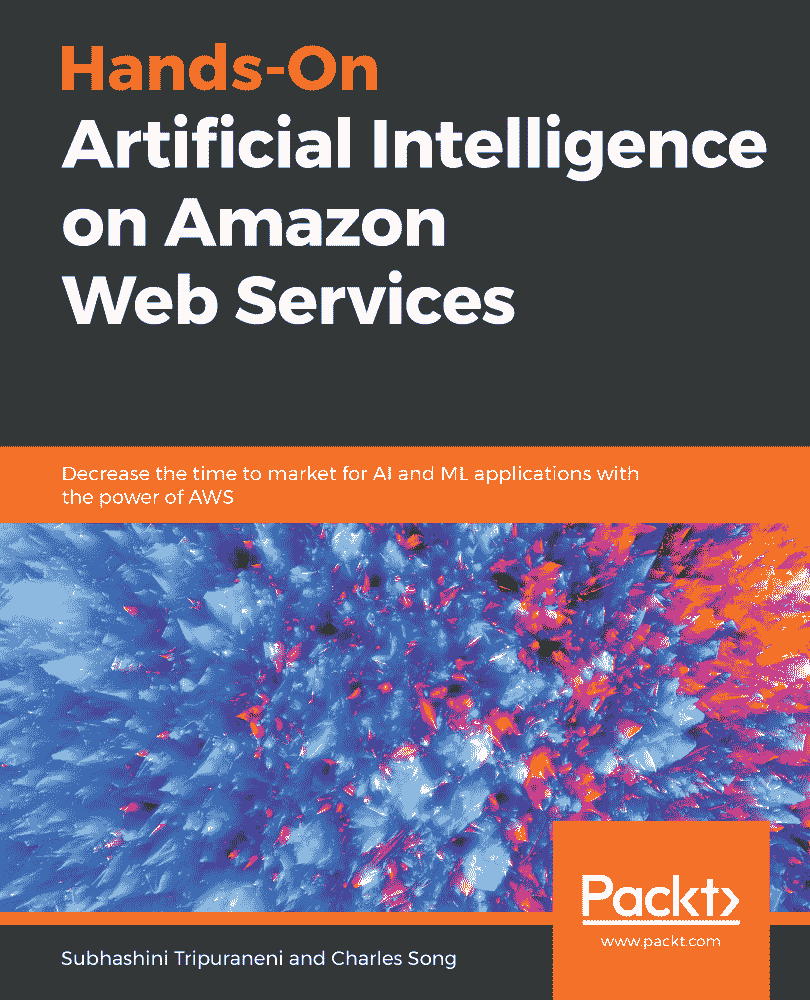 Hands-On
Artificial Intelligence
on Amazon
Web Services
Decrease the time to market for AI and ML applications with
the power of AWS
Packt>
www.packt.com
Subhashini Tripuraneni and Charles Song